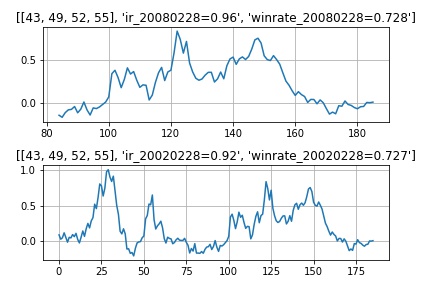 [[43, 49, 52, 55], 'ir_20080228=0.96', 'winrate_20080228=0.728']
0.5
0.0
80 100 120 140 160 180
[[43, 49, 52, 55], 'ir_20020228=0.92', 'winrate_20020228=0.727']
1.0
0.5
0.0
0 25 50 75 100 125 150 175